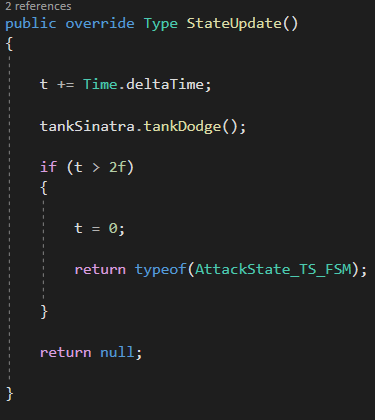 2 references
public override Type StateUpdate()
{
t += Time.deltaTime;
tankSinatra.tankDodge();
if (t > 2f)
{
t = 0;
return typeof(AttackState_TS_FSM);
}
return null;
}